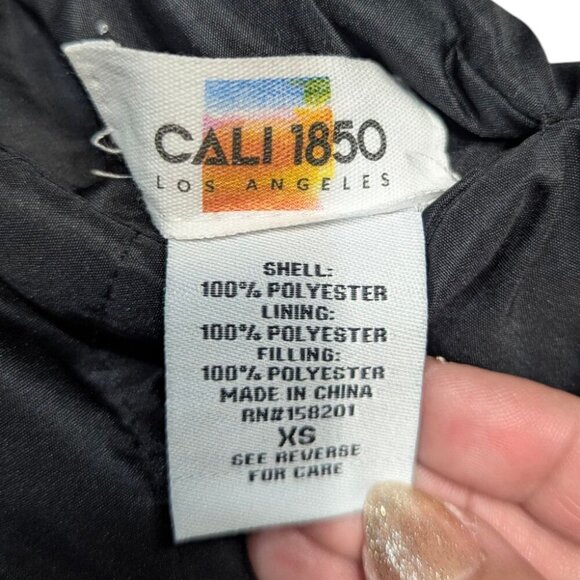 CALI 1850
LOS ANGELES
SHELL:
100% POLYESTER
LINING:
100% POLYESTER
FILLING:
100% POLYESTER
MADE IN CHINA
RN#158201
XS
SEE REVERSE
FOR CARE